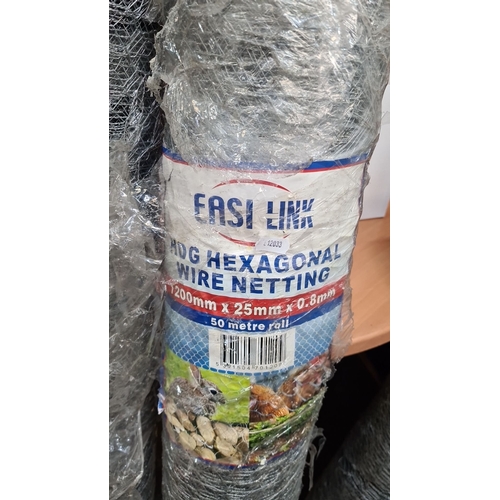 EASI LINK
12033
HDG HEXAGONAL
WIRE NETTING
1200mm x 25mm x 0.8mm
50 metre roll